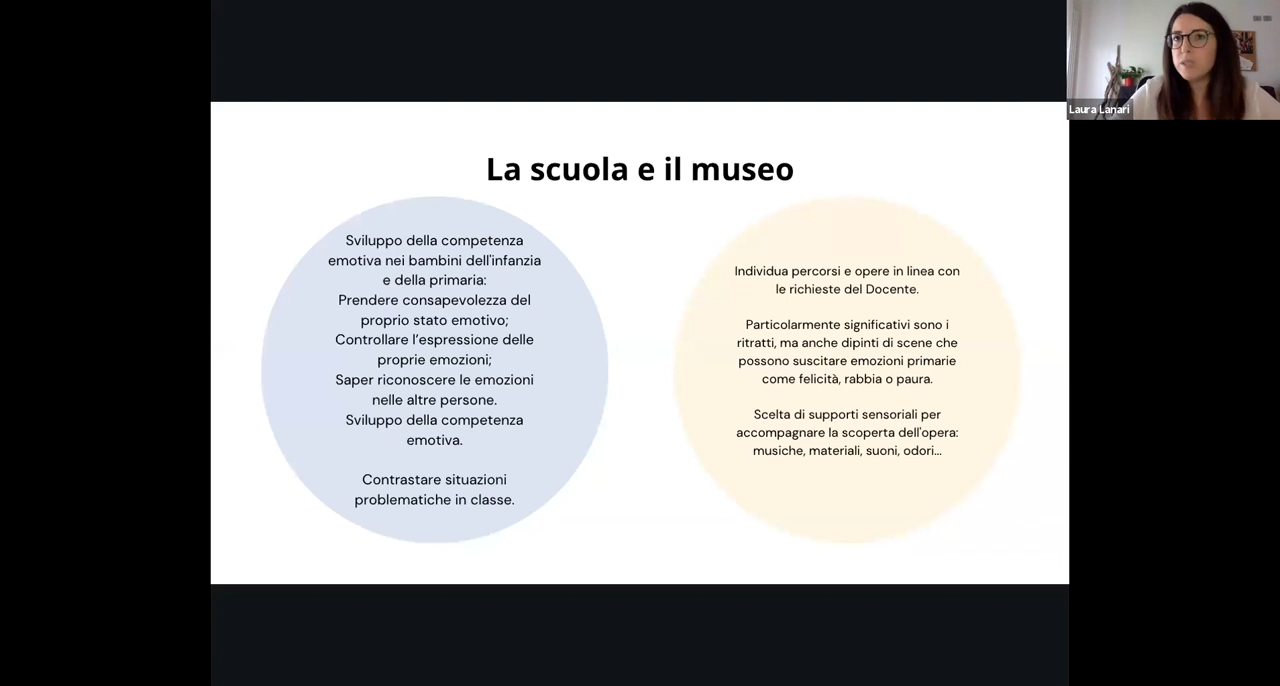 Laura Lanari
La scuola e il museo
Sviluppo della competenza
emotiva nei bambini dell'infanzia
e della primaria:
Prendere consapevolezza del
proprio stato emotivo;
Controllare l’espressione delle
proprie emozioni;
Saper riconoscere le emozioni
nelle altre persone.
Sviluppo della competenza
emotiva.
Contrastare situazioni
problematiche in classe.
Individua percorsi e opere in linea con
le richieste del Docente.
Particolarmente significativi sono i
ritratti, ma anche dipinti di scene che
possono suscitare emozioni primarie
come felicità, rabbia o paura.
Scelta di supporti sensoriali per
accompagnare la scoperta dell'opera:
musiche, materiali, suoni, odori...